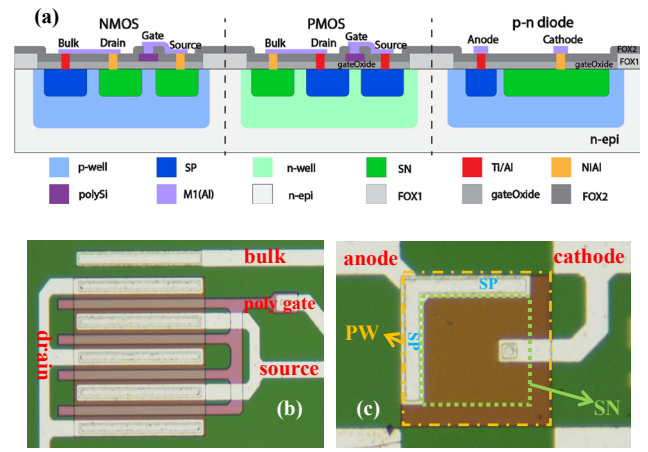 (a)
NMOS
PMOS
p-n diode
Bulk
Drain
Gate
Source
Bulk
Drain
Gate
Source
Anode
Cathode
FOX2
FOX1
gateOxide
gateOxide
n-epi
p-well
SP
n-well
SN
Ti/Al
NiAl
polySi
M1(Al)
n-epi
FOX1
gateOxide
FOX2
bulk
poly gate
drain
source
(b)
anode
cathode
SP
PW
SP
SN
(c)